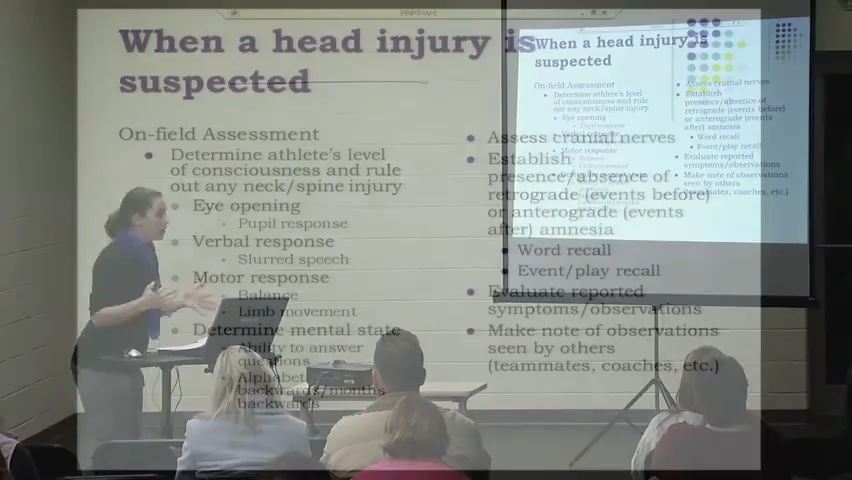 When a head injury is
suspected
On-field Assessment
Determine athlete's level
of consciousness and rule
out any neck/spine injury
Eye opening
Pupil response
Verbal response
Slurred speech
Motor response
Balance
Limb movement
Determine mental state
Ability to answer
questions
Alphabet
backwards/months
backwards
Assess cranial nerves
Establish
presence/absence of
retrograde (events before)
or anterograde (events
after) amnesia
Word recall
Event/play recall
Evaluate reported
symptoms/observations
Make note of observations
seen by others
(teammates, coaches, etc.)
When a head injury is
suspected
On-field Assessment
Determine athlete's level
of consciousness and rule
out any neck/spine injury
Eye opening
Pupil response
Motor response
Assess cranial nerves
Establish
presence/absence of
retrograde (events before)
or anterograde (events
after) amnesia
Word recall
Event/play recall
Evaluate reported
symptoms/observations
Make note of observations
seen by others
(teammates, coaches, etc.)